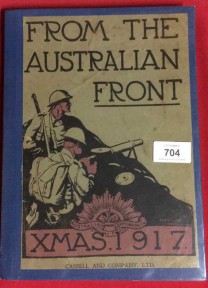 FROM THE
AUSTRALIAN
FRONT
704
XMAS. 1917.
CASSELL AND COMPANY, LTD